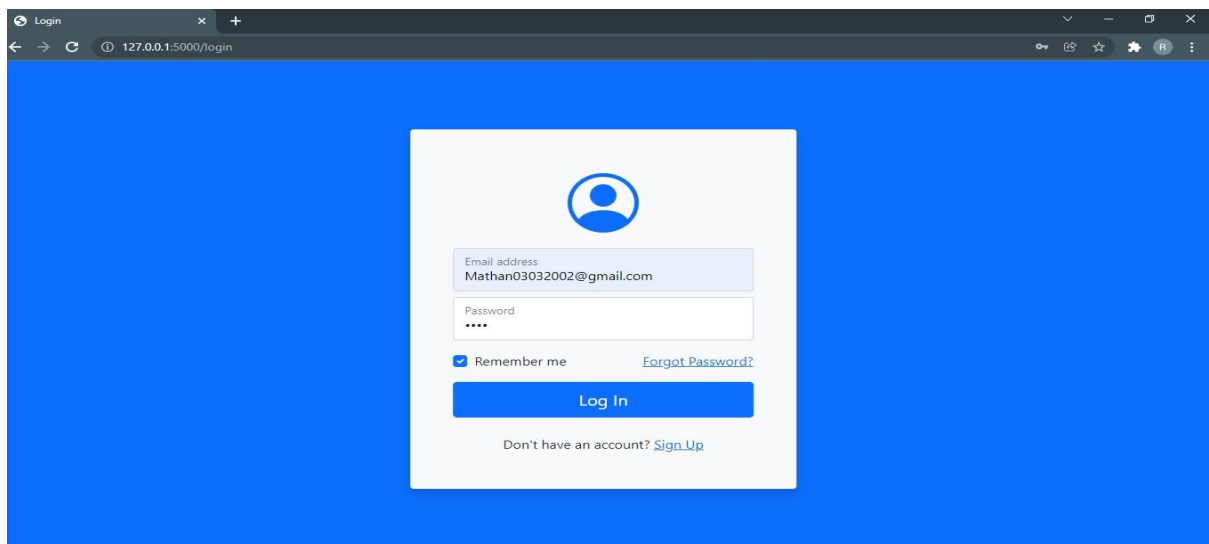 Login
127.0.0.1:5000/login
R
Email address
Mathan03032002@gmail.com
Password
••••
Remember me Forgot Password?
Log In
Don't have an account? Sign Up